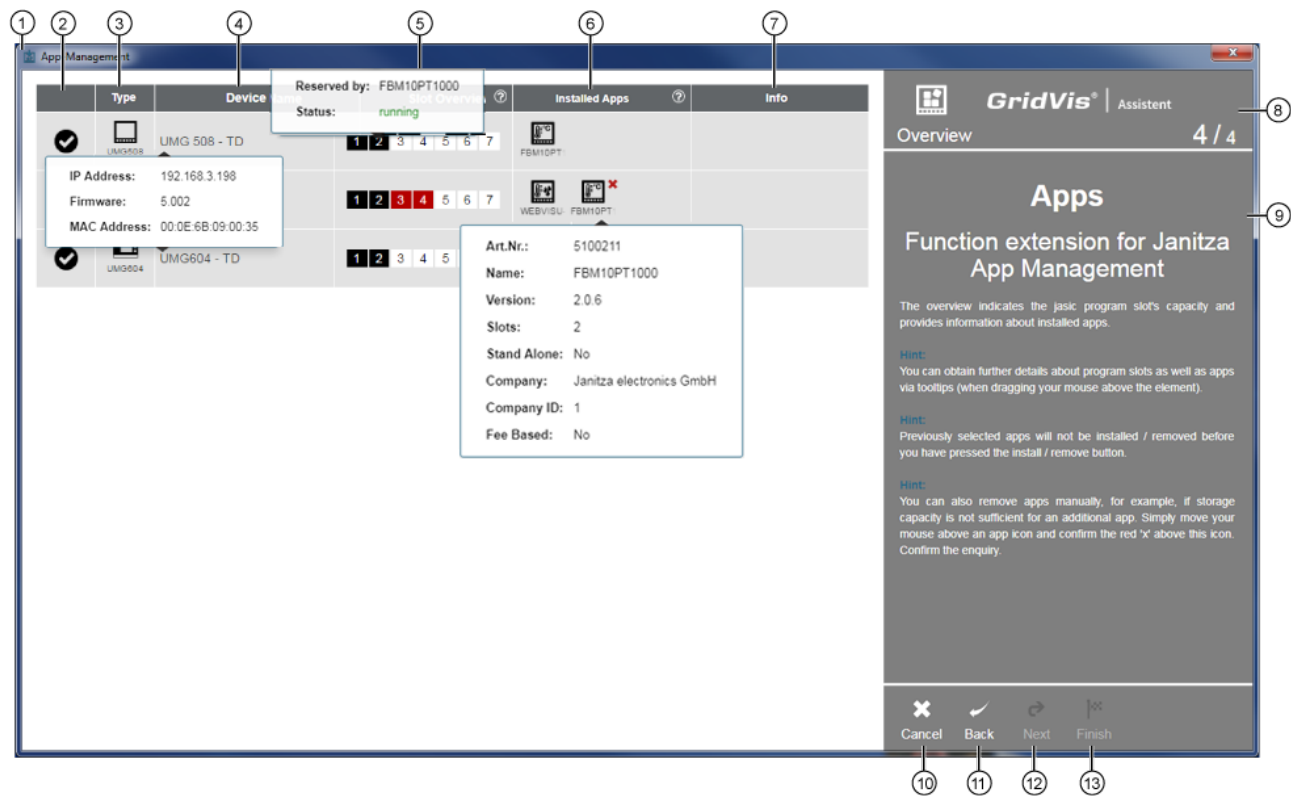 1 2 3 4 5 6 7
App Management
Type Device Name Slot Overview ? Installed Apps ? Info
Reserved by: FBM10PT1000
Status: running
UMG508 UMG 508 - TD 1 2 3 4 5 6 7 FBM10PT
IP Address: 192.168.3.198
Firmware: 5.002
MAC Address: 00:0E:6B:09:00:35
1 2 3 4 5 6 7 WEBVISU FBM10PT
UMG604 UMG604 - TD 1 2 3 4 5
Art.Nr.: 5100211
Name: FBM10PT1000
Version: 2.0.6
Slots: 2
Stand Alone: No
Company: Janitza electronics GmbH
Company ID: 1
Fee Based: No
GridVis® | Assistent
8
Overview 4 / 4
9
Apps
Function extension for Janitza
App Management
The overview indicates the jasic program slot's capacity and
provides information about installed apps.
Hint:
You can obtain further details about program slots as well as apps
via tooltips (when dragging your mouse above the element).
Hint:
Previously selected apps will not be installed / removed before
you have pressed the install / remove button.
Hint:
You can also remove apps manually, for example, if storage
capacity is not sufficient for an additional app. Simply move your
mouse above an app icon and confirm the red 'x' above this icon.
Confirm the enquiry.
Cancel Back Next Finish
10 11 12 13